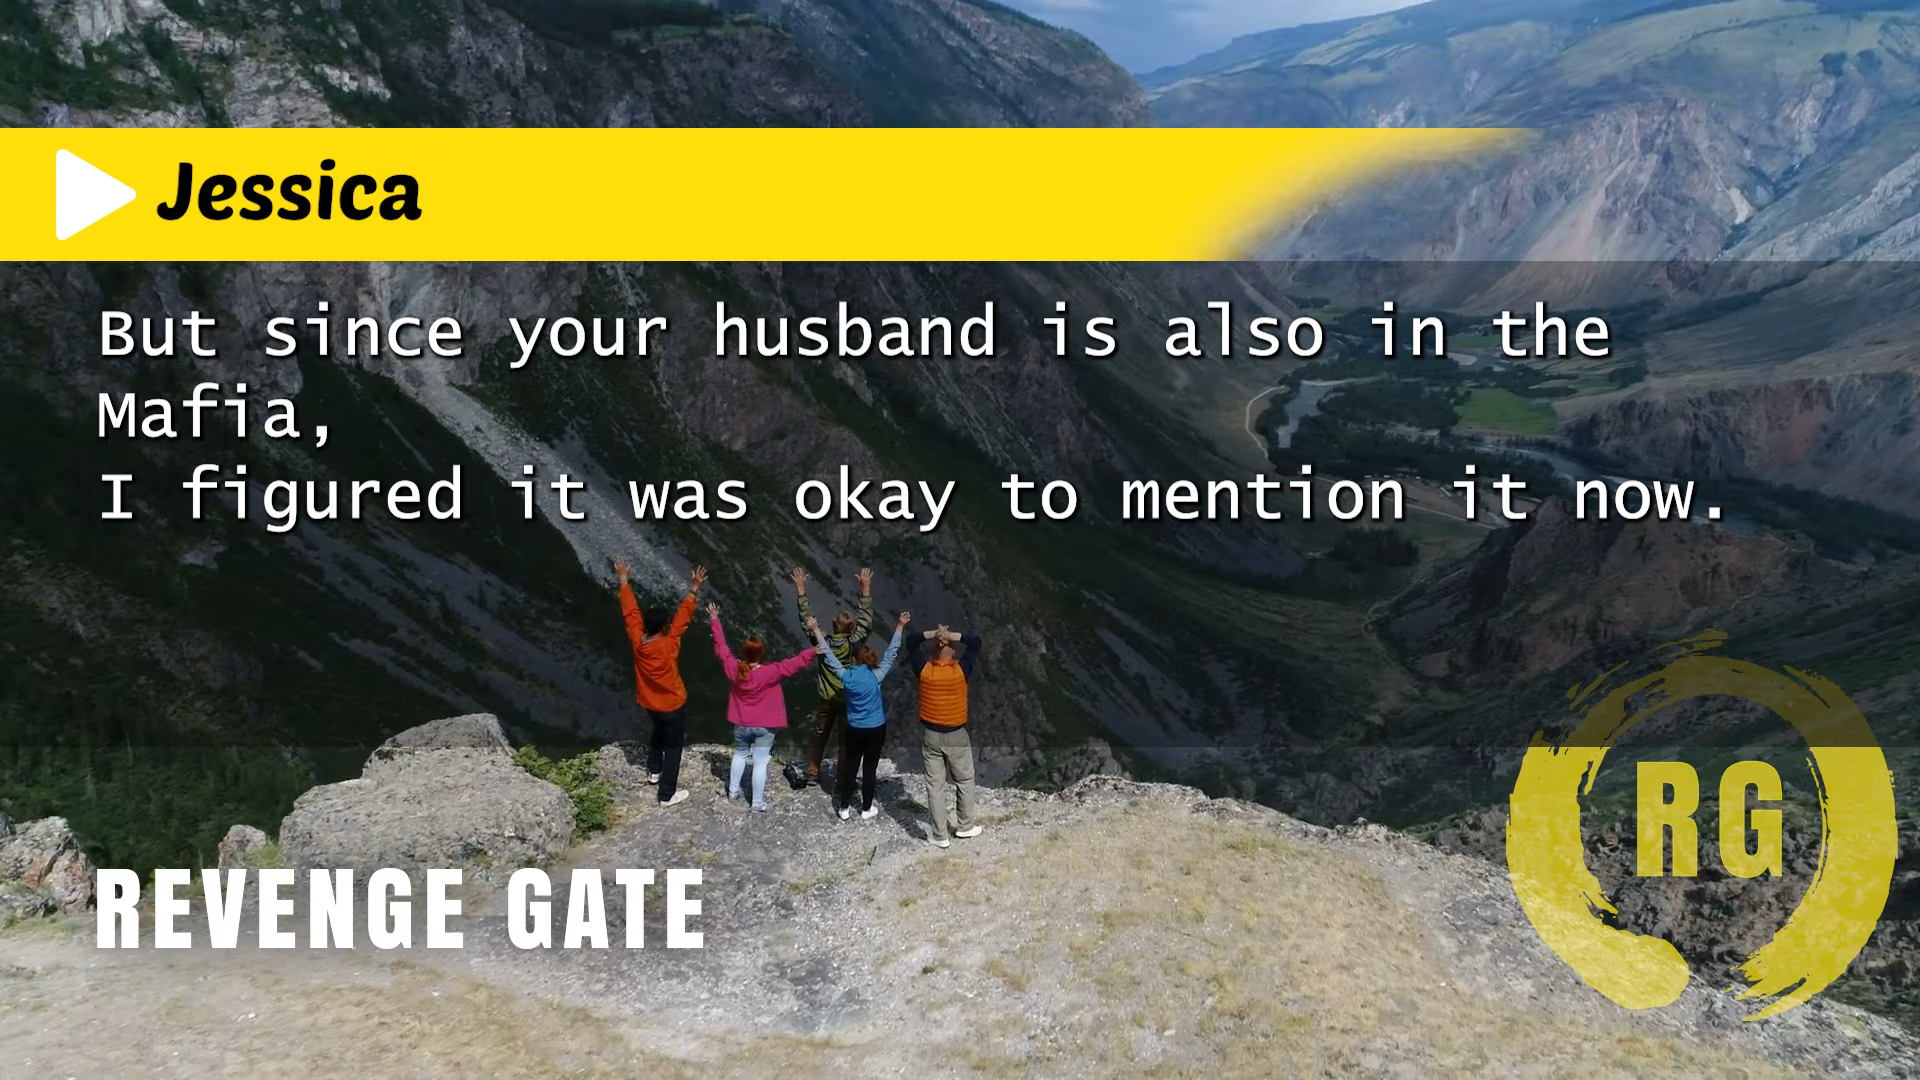 Jessica
But since your husband is also in the
Mafia,
I figured it was okay to mention it now.
RG
REVENGE GATE